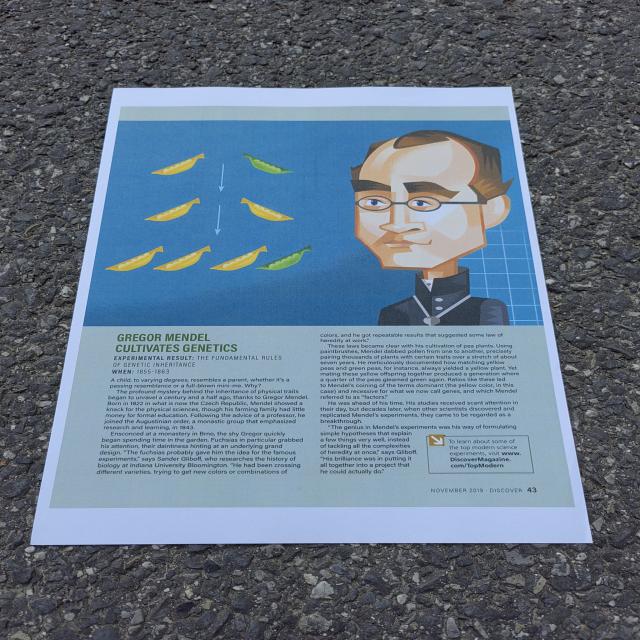 GREGOR MENDEL
CULTIVATES GENETICS
EXPERIMENTAL RESULT: THE FUNDAMENTAL RULES
OF GENETIC INHERITANCE
WHEN: 1855-1863
A child, to varying degrees, resembles a parent, whether it's a
passing resemblance or a full-blown mini-me. Why?
The profound mystery behind the inheritance of physical traits
began to unravel a century and a half ago, thanks to Gregor Mendel.
Born in 1822 in what is now the Czech Republic, Mendel showed a
knack for the physical sciences, though his farming family had little
money for formal education. Following the advice of a professor, he
joined the Augustinian order, a monastic group that emphasized
research and learning, in 1843.
Ensconced at a monastery in Brno, the shy Gregor quickly
began spending time in the garden. Fuchsias in particular grabbed
his attention, their daintiness hinting at an underlying grand
design. "The fuchsias probably gave him the idea for the famous
experiments," says Sander Gliboff, who researches the history of
biology at Indiana University Bloomington. "He had been crossing
different varieties, trying to get new colors or combinations of
colors, and he got repeatable results that suggested some law of
heredity at work."
These laws became clear with his cultivation of pea plants. Using
paintbrushes, Mendel dabbed pollen from one to another, precisely
pairing thousands of plants with certain traits over a stretch of about
seven years. He meticulously documented how matching yellow
peas and green peas, for instance, always yielded a yellow plant. Yet
mating these yellow offspring together produced a generation where
a quarter of the peas gleamed green again. Ratios like these led
to Mendel's coining of the terms dominant (the yellow color, in this
case) and recessive for what we now call genes, and which Mendel
referred to as "factors."
He was ahead of his time. His studies received scant attention in
their day, but decades later, when other scientists discovered and
replicated Mendel's experiments, they came to be regarded as a
breakthrough.
"The genius in Mendel's experiments was his way of formulating
simple hypotheses that explain
a few things very well, instead
of tackling all the complexities
of heredity at once," says Gliboff.
"His brilliance was in putting it
all together into a project that
he could actually do."
To learn about some of
the top modern science
experiments, visit www.
DiscoverMagazine.
com/TopModern
NOVEMBER 2019 · DISCOVER 43